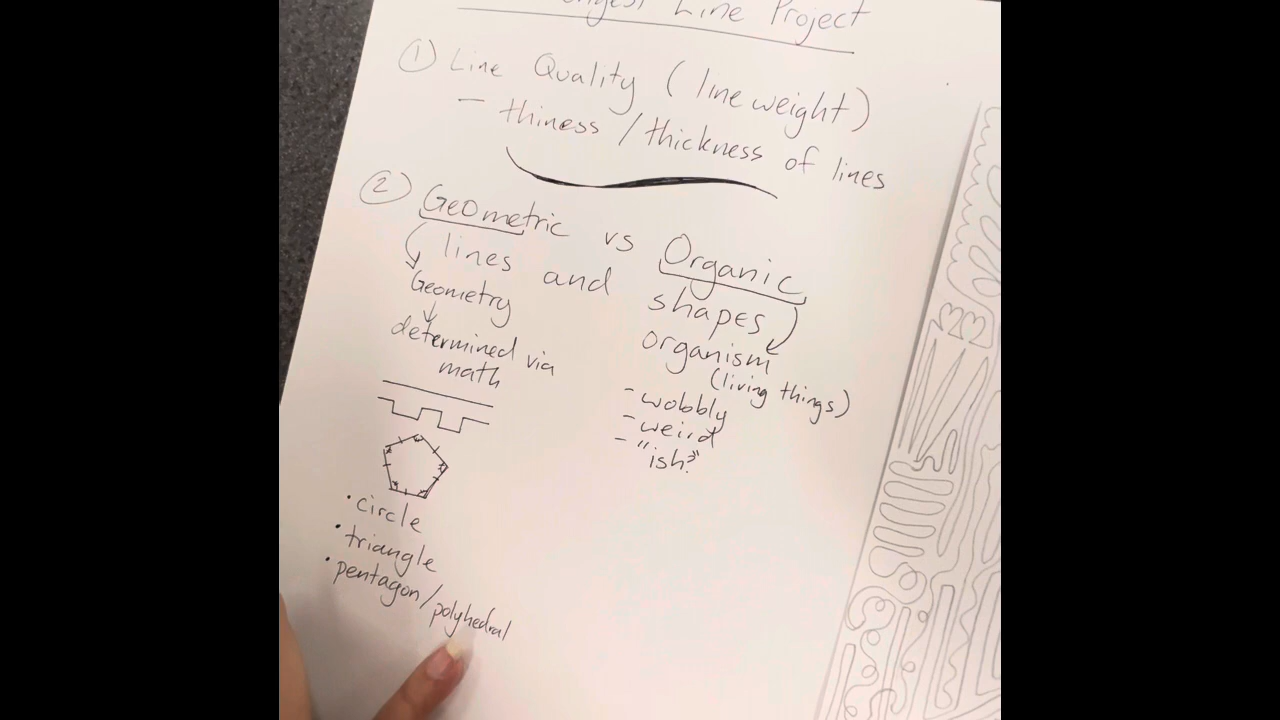 Line Project
① Line Quality (line weight)
- thiness / thickness of lines
② Geometric vs Organic
lines and shapes
Geometry
determined via
math
organism
(living things)
- wobbly
- weird
- "ish?"
• circle
• triangle
• pentagon/polyhedral